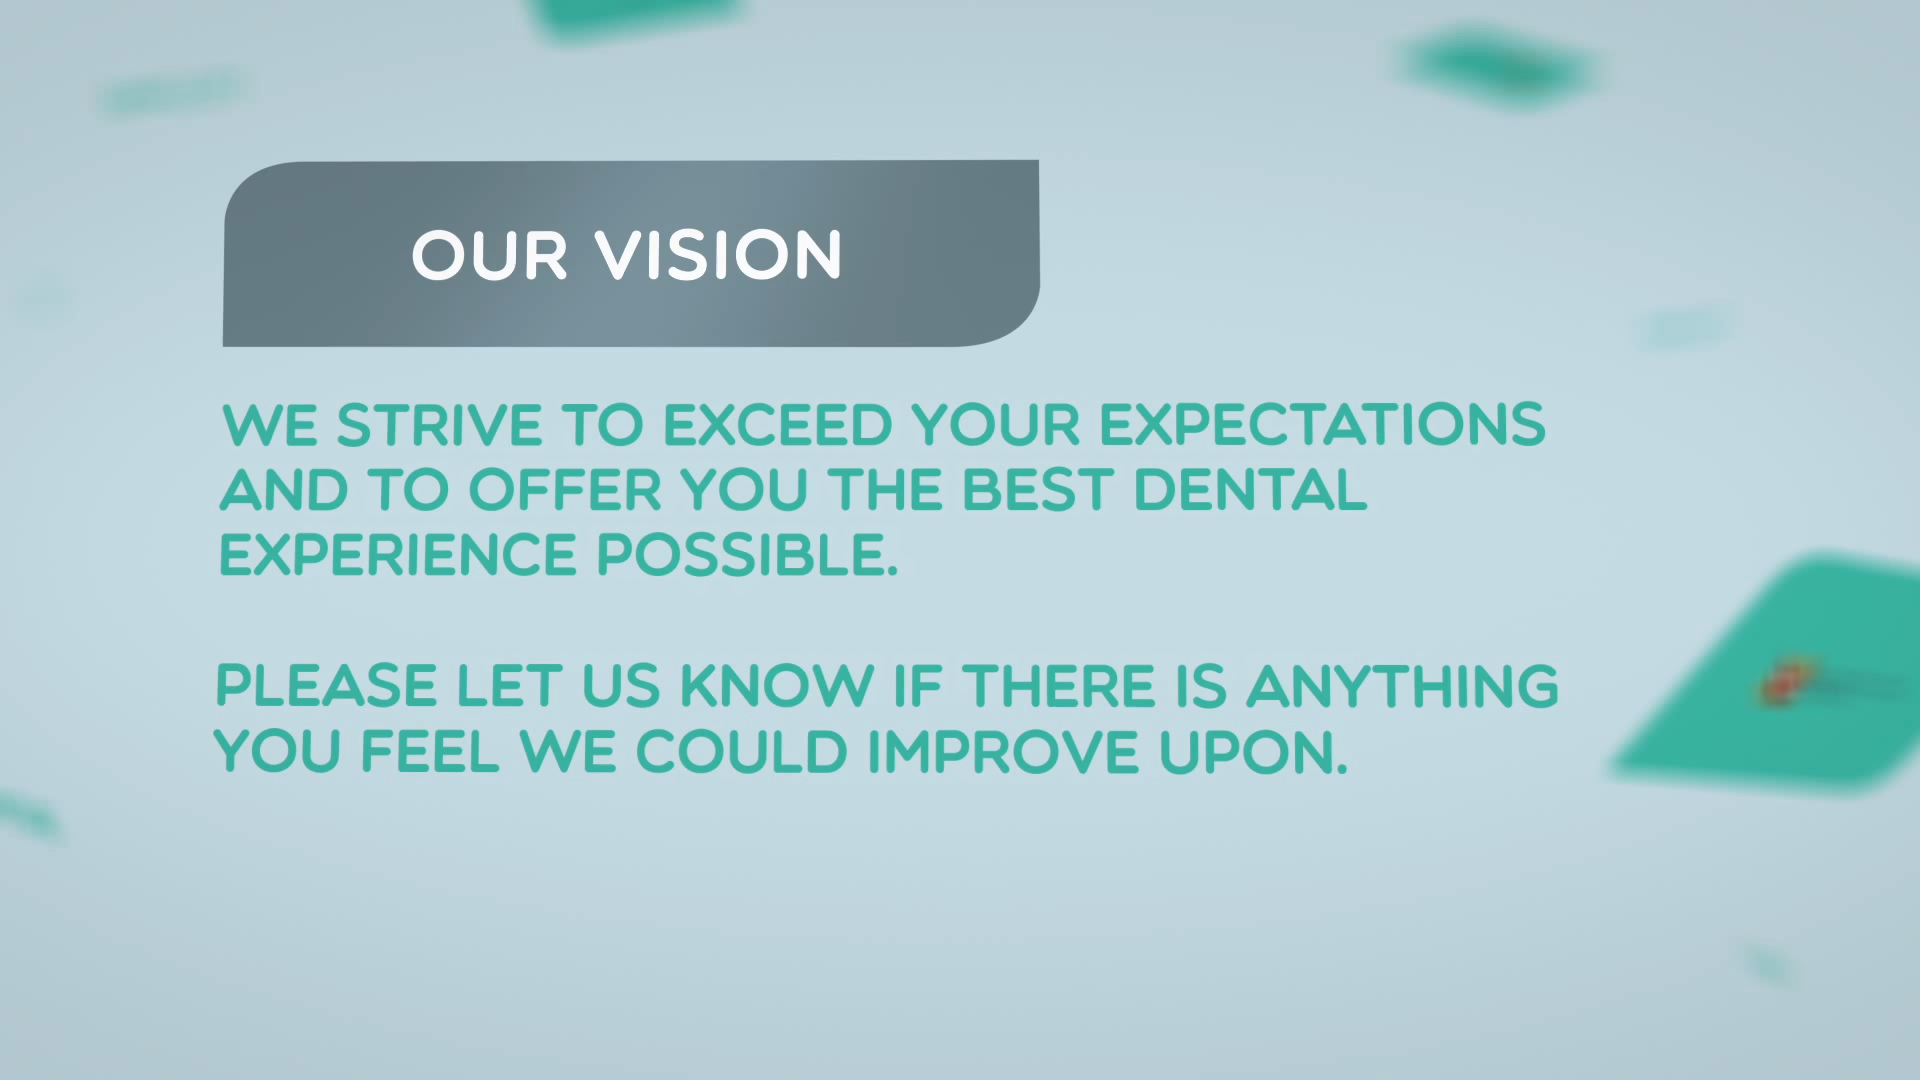 OUR VISION
WE STRIVE TO EXCEED YOUR EXPECTATIONS
AND TO OFFER YOU THE BEST DENTAL
EXPERIENCE POSSIBLE.
PLEASE LET US KNOW IF THERE IS ANYTHING
YOU FEEL WE COULD IMPROVE UPON.